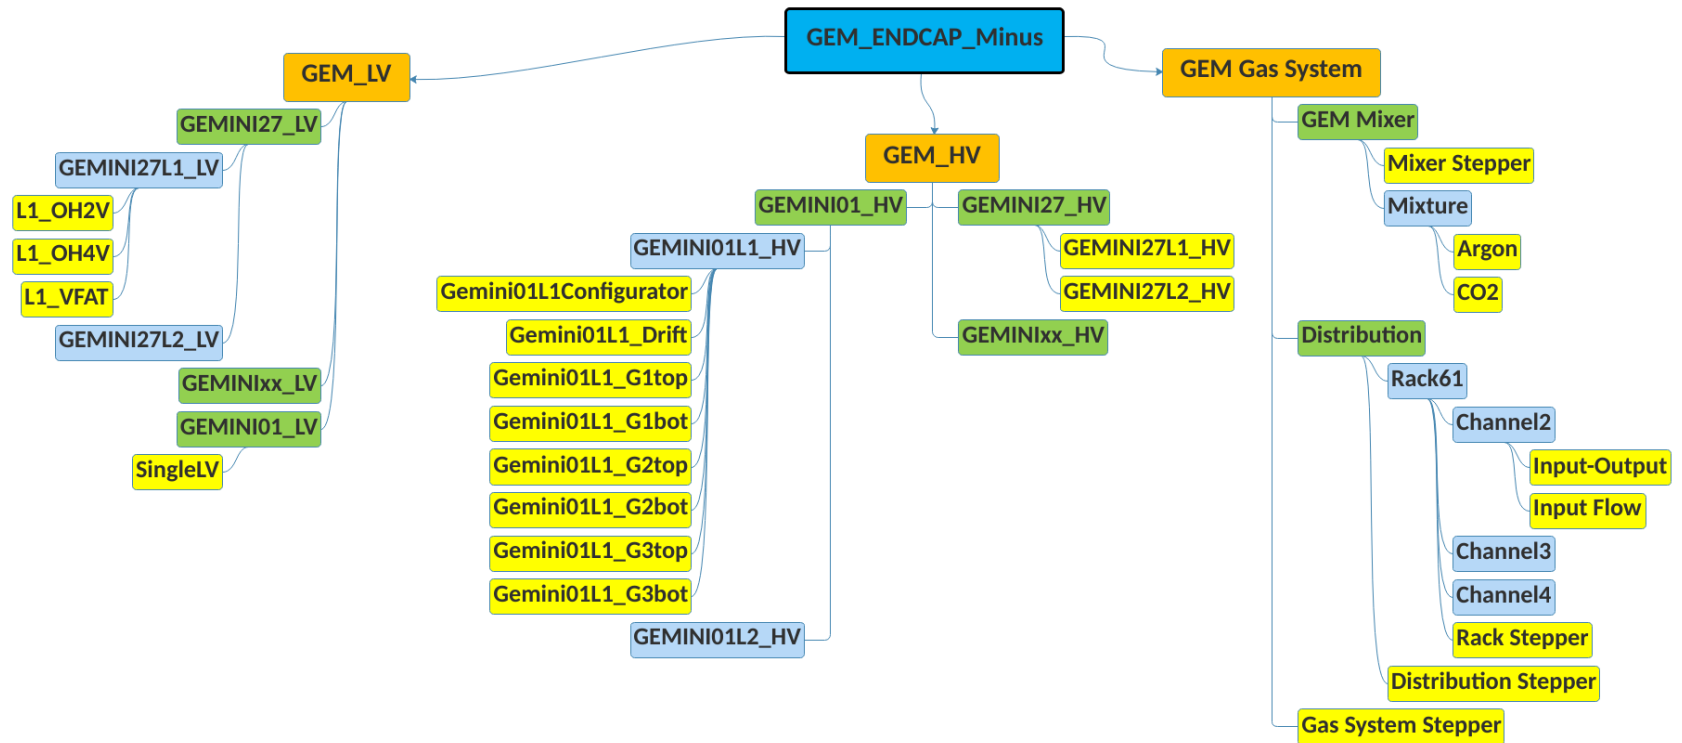 GEM_ENDCAP_Minus
GEM_LV
GEMINI27_LV
GEMINI27L1_LV
L1_OH2V
L1_OH4V
L1_VFAT
GEMINI27L2_LV
GEMINIxx_LV
GEMINI01_LV
SingleLV
GEM_HV
GEMINI01_HV
GEMINI01L1_HV
Gemini01L1Configurator
Gemini01L1_Drift
Gemini01L1_G1top
Gemini01L1_G1bot
Gemini01L1_G2top
Gemini01L1_G2bot
Gemini01L1_G3top
Gemini01L1_G3bot
GEMINI01L2_HV
GEMINI27_HV
GEMINI27L1_HV
GEMINI27L2_HV
GEMINIxx_HV
GEM Gas System
GEM Mixer
Mixer Stepper
Mixture
Argon
CO2
Distribution
Rack61
Channel2
Input-Output
Input Flow
Channel3
Channel4
Rack Stepper
Distribution Stepper
Gas System Stepper